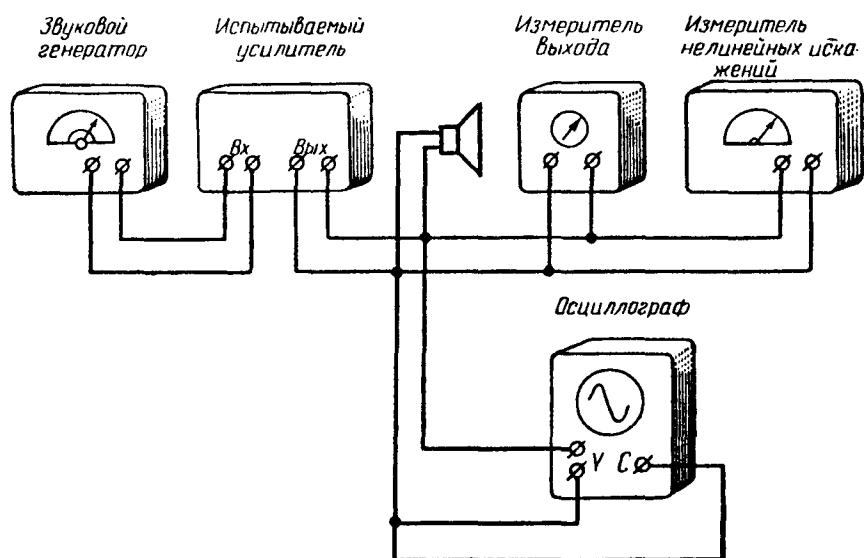 Звуковой
генератор
Испытываемый
усилитель
Измеритель
выхода
Измеритель
нелинейных иска-
жений
Вх
Вых
Осциллограф
Y
C